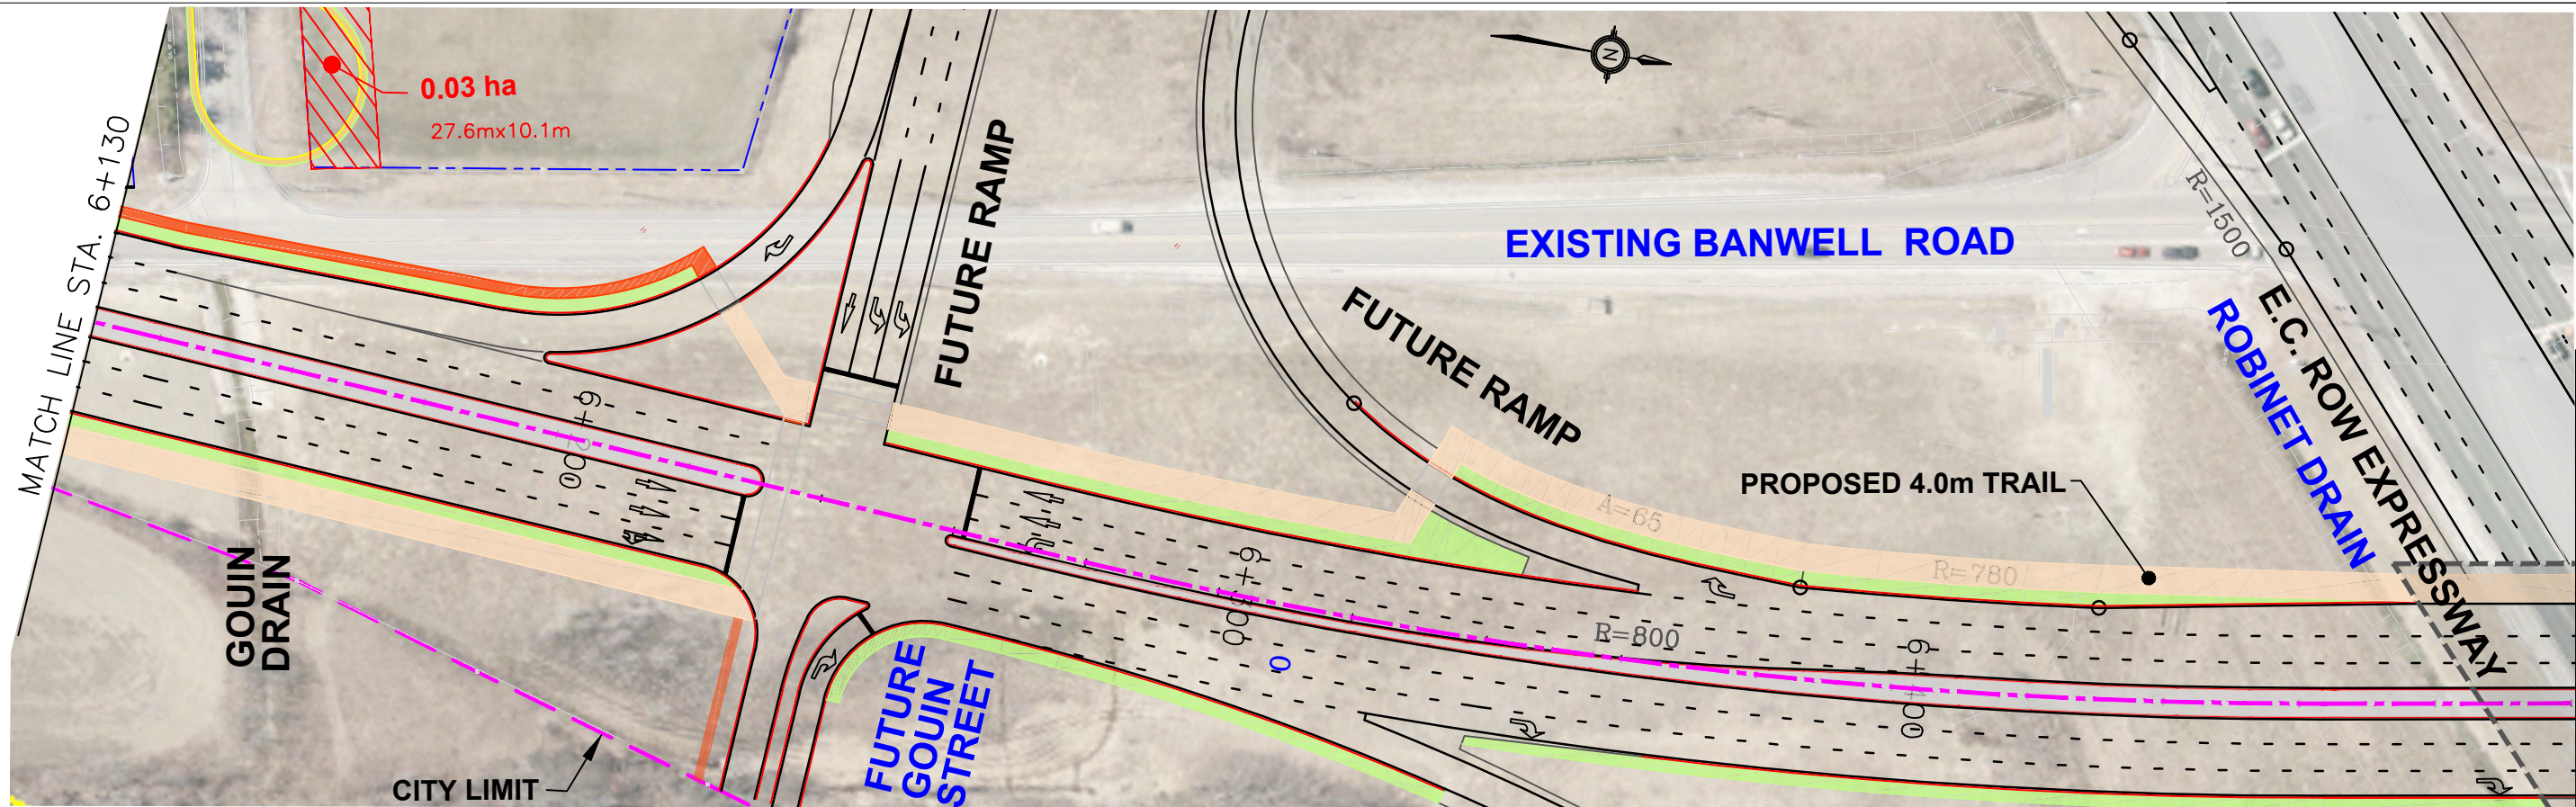 MATCH LINE STA. 6+130
0.03 ha
27.6mx10.1m
FUTURE RAMP
N
EXISTING BANWELL ROAD
R=1500
FUTURE RAMP
E.C. ROW EXPRESSWAY
ROBINET DRAIN
PROPOSED 4.0m TRAIL
A=65
R=780
R=800
6+200
6+300
6+400
0
GOUIN
DRAIN
FUTURE
GOUIN
STREET
CITY LIMIT